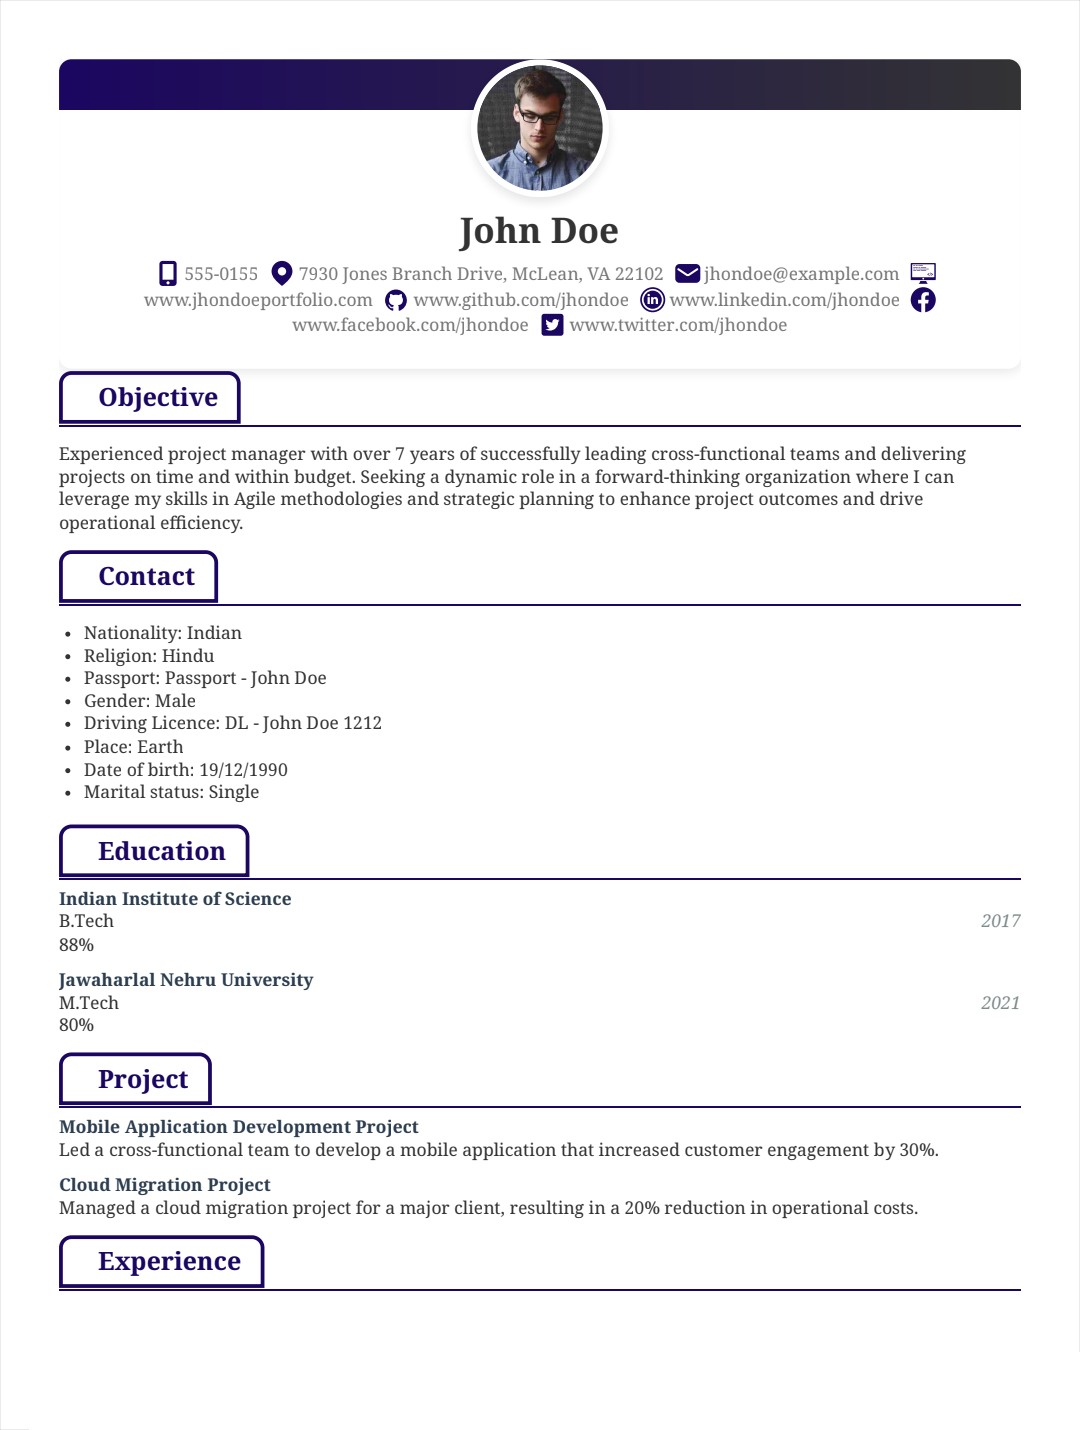 John Doe
555-0155 7930 Jones Branch Drive, McLean, VA 22102 jhondoe@example.com
www.jhondoeportfolio.com www.github.com/jhondoe www.linkedin.com/jhondoe
www.facebook.com/jhondoe www.twitter.com/jhondoe
Objective
Experienced project manager with over 7 years of successfully leading cross-functional teams and delivering
projects on time and within budget. Seeking a dynamic role in a forward-thinking organization where I can
leverage my skills in Agile methodologies and strategic planning to enhance project outcomes and drive
operational efficiency.
Contact
• Nationality: Indian
• Religion: Hindu
• Passport: Passport - John Doe
• Gender: Male
• Driving Licence: DL - John Doe 1212
• Place: Earth
• Date of birth: 19/12/1990
• Marital status: Single
Education
Indian Institute of Science
B.Tech 2017
88%
Jawaharlal Nehru University
M.Tech 2021
80%
Project
Mobile Application Development Project
Led a cross-functional team to develop a mobile application that increased customer engagement by 30%.
Cloud Migration Project
Managed a cloud migration project for a major client, resulting in a 20% reduction in operational costs.
Experience